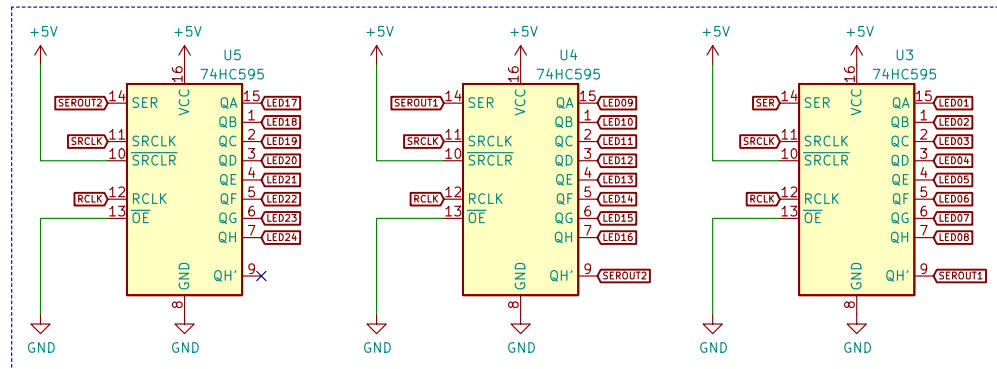 +5V
+5V
U5
74HC595
SEROUT2
14
SER
16
VCC
QA
15
LED17
QB
1
LED18
SRCLK
11
SRCLK
QC
2
LED19
10
SRCLR
QD
3
LED20
QE
4
LED21
RCLK
12
RCLK
QF
5
LED22
13
OE
QG
6
LED23
QH
7
LED24
GND
QH'
9
8
GND
GND
+5V
+5V
U4
74HC595
SEROUT1
14
SER
16
VCC
QA
15
LED09
QB
1
LED10
SRCLK
11
SRCLK
QC
2
LED11
10
SRCLR
QD
3
LED12
QE
4
LED13
RCLK
12
RCLK
QF
5
LED14
13
OE
QG
6
LED15
QH
7
LED16
GND
QH'
9
SEROUT2
8
GND
GND
+5V
+5V
U3
74HC595
SER
14
SER
16
VCC
QA
15
LED01
QB
1
LED02
SRCLK
11
SRCLK
QC
2
LED03
10
SRCLR
QD
3
LED04
QE
4
LED05
RCLK
12
RCLK
QF
5
LED06
13
OE
QG
6
LED07
QH
7
LED08
GND
QH'
9
SEROUT1
8
GND
GND